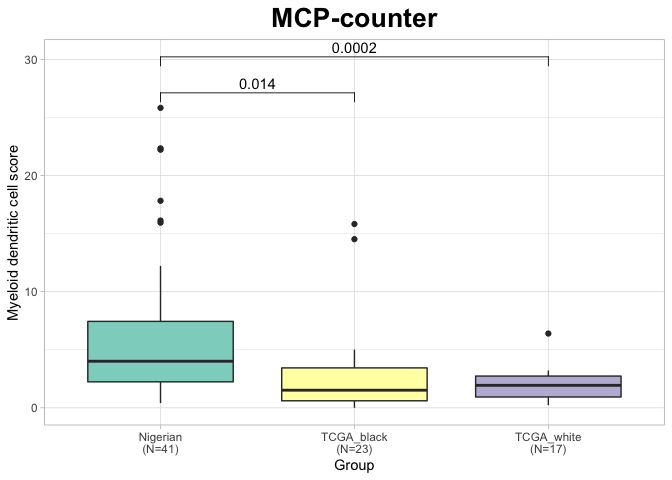 MCP-counter
30
20
10
0
Myeloid dendritic cell score
0.0002
0.014
Nigerian
(N=41)
TCGA_black
(N=23)
TCGA_white
(N=17)
Group